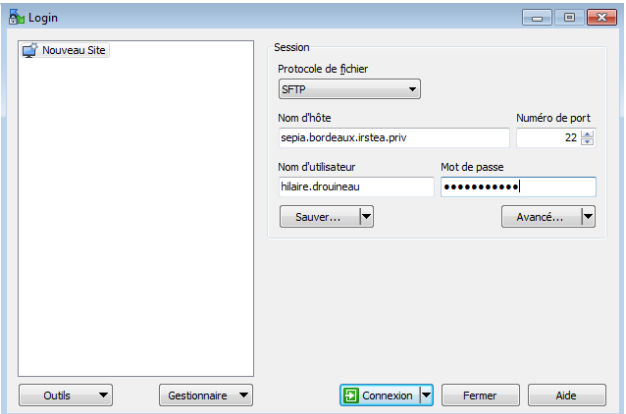 Login
Nouveau Site
Session
Protocole de fichier
SFTP
Nom d'hôte Numéro de port
sepia.bordeaux.irstea.priv 22
Nom d'utilisateur Mot de passe
hilaire.drouineau ●●●●●●●●●●●
Sauver... Avancé...
Outils Gestionnaire Connexion Fermer Aide